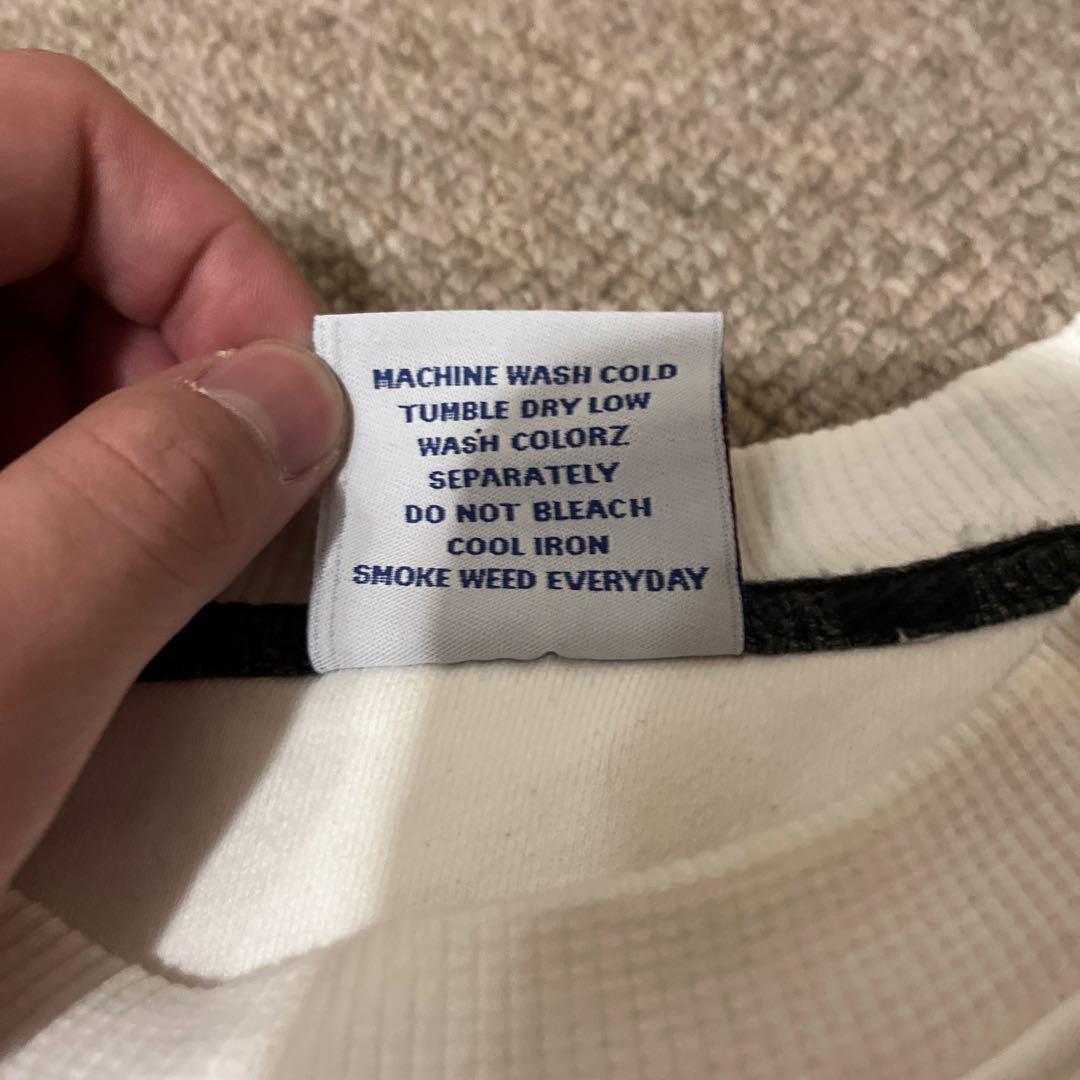 MACHINE WASH COLD
TUMBLE DRY LOW
WASH COLORZ
SEPARATELY
DO NOT BLEACH
COOL IRON
SMOKE WEED EVERYDAY